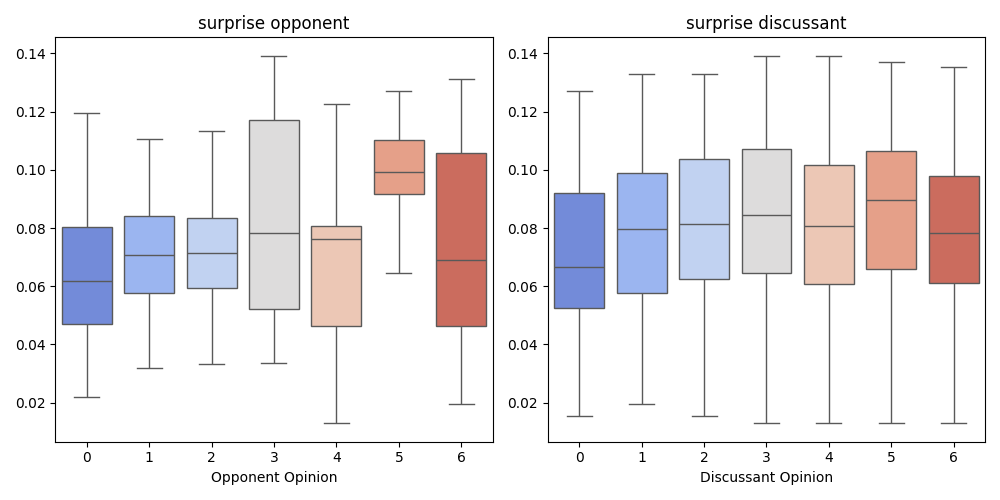 surprise opponent
0.14
0.12
0.10
0.08
0.06
0.04
0.02
0 1 2 3 4 5 6
Opponent Opinion
surprise discussant
0.14
0.12
0.10
0.08
0.06
0.04
0.02
0 1 2 3 4 5 6
Discussant Opinion